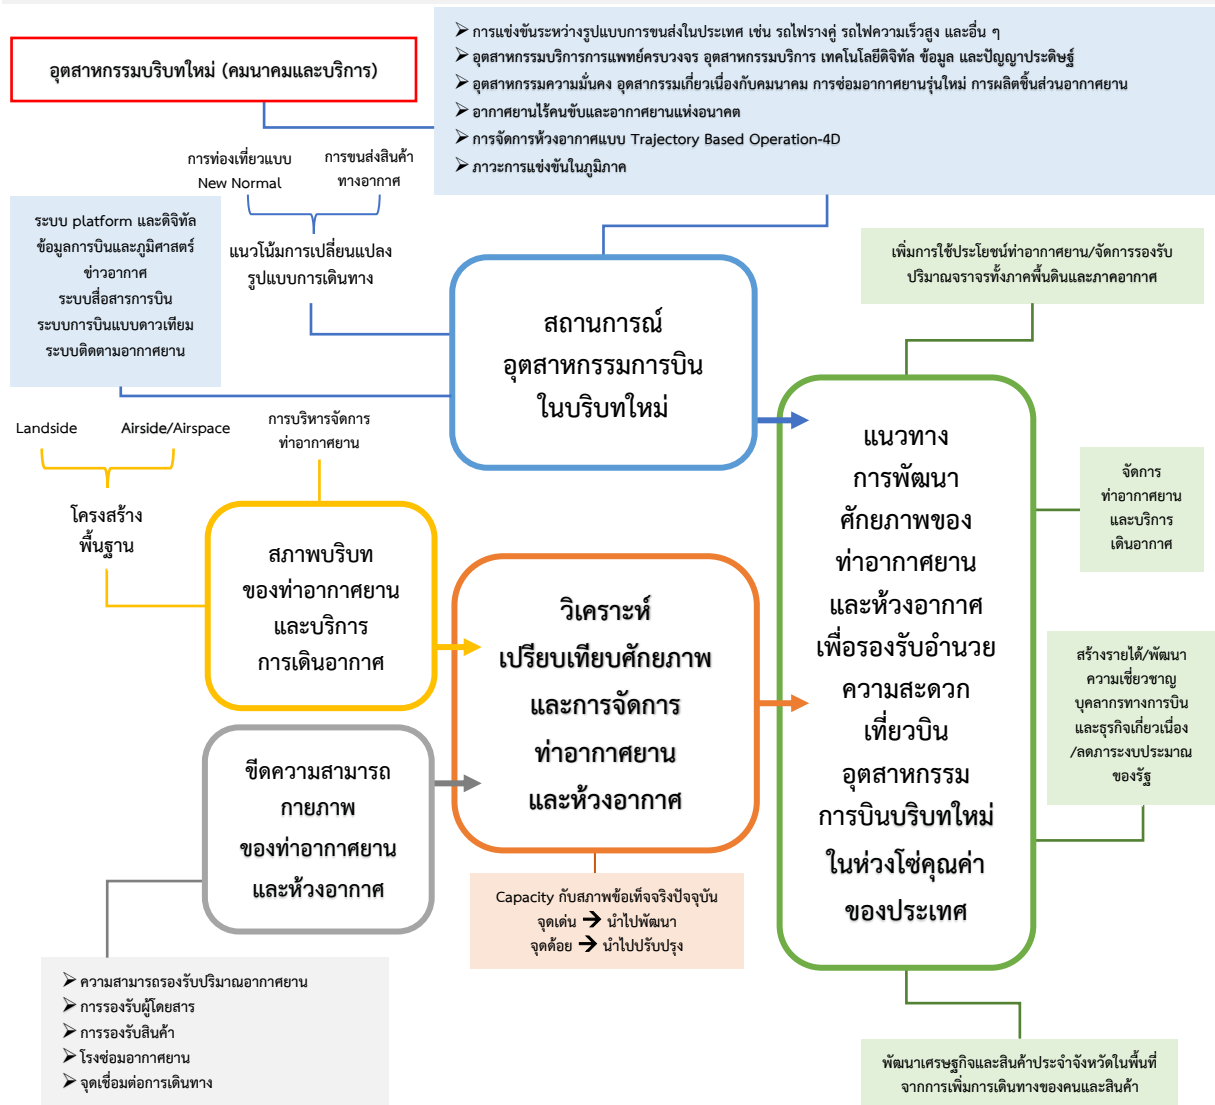 อุตสาหกรรมบริบทใหม่ (คมนาคมและบริการ)
➢ การแข่งขันระหว่างรูปแบบการขนส่งในประเทศ เช่น รถไฟรางคู่ รถไฟความเร็วสูง และอื่น ๆ
➢ อุตสาหกรรมบริการการแพทย์ครบวงจร อุตสาหกรรมบริการ เทคโนโลยีดิจิทัล ข้อมูล และปัญญาประดิษฐ์
➢ อุตสาหกรรมความมั่นคง อุตสากรรมเกี่ยวเนื่องกับคมนาคม การซ่อมอากาศยานรุ่นใหม่ การผลิตชิ้นส่วนอากาศยาน
➢ อากาศยานไร้คนขับและอากาศยานแห่งอนาคต
➢ การจัดการห้วงอากาศแบบ Trajectory Based Operation-4D
➢ ภาวะการแข่งขันในภูมิภาค
การท่องเที่ยวแบบ
New Normal
การขนส่งสินค้า
ทางอากาศ
แนวโน้มการเปลี่ยนแปลง
รูปแบบการเดินทาง
ระบบ platform และดิจิทัล
ข้อมูลการบินและภูมิศาสตร์
ข่าวอากาศ
ระบบสื่อสารการบิน
ระบบการบินแบบดาวเทียม
ระบบติดตามอากาศยาน
สถานการณ์
อุตสาหกรรมการบิน
ในบริบทใหม่
เพิ่มการใช้ประโยชน์ท่าอากาศยาน/จัดการรองรับ
ปริมาณจราจรทั้งภาคพื้นดินและภาคอากาศ
Landside
Airside/Airspace
การบริหารจัดการ
ท่าอากาศยาน
โครงสร้าง
พื้นฐาน
สภาพบริบท
ของท่าอากาศยาน
และบริการ
การเดินอากาศ
วิเคราะห์
เปรียบเทียบศักยภาพ
และการจัดการ
ท่าอากาศยาน
และห้วงอากาศ
แนวทาง
การพัฒนา
ศักยภาพของ
ท่าอากาศยาน
และห้วงอากาศ
เพื่อรองรับอำนวย
ความสะดวก
เที่ยวบิน
อุตสาหกรรม
การบินบริบทใหม่
ในห่วงโซ่คุณค่า
ของประเทศ
จัดการ
ท่าอากาศยาน
และบริการ
เดินอากาศ
สร้างรายได้/พัฒนา
ความเชี่ยวชาญ
บุคลากรทางการบิน
และธุรกิจเกี่ยวเนื่อง
/ลดภาระงบประมาณ
ของรัฐ
ขีดความสามารถ
กายภาพ
ของท่าอากาศยาน
และห้วงอากาศ
Capacity กับสภาพข้อเท็จจริงปัจจุบัน
จุดเด่น ➔ นำไปพัฒนา
จุดด้อย ➔ นำไปปรับปรุง
➢ ความสามารถรองรับปริมาณอากาศยาน
➢ การรองรับผู้โดยสาร
➢ การรองรับสินค้า
➢ โรงซ่อมอากาศยาน
➢ จุดเชื่อมต่อการเดินทาง
พัฒนาเศรษฐกิจและสินค้าประจำจังหวัดในพื้นที่
จากการเพิ่มการเดินทางของคนและสินค้า